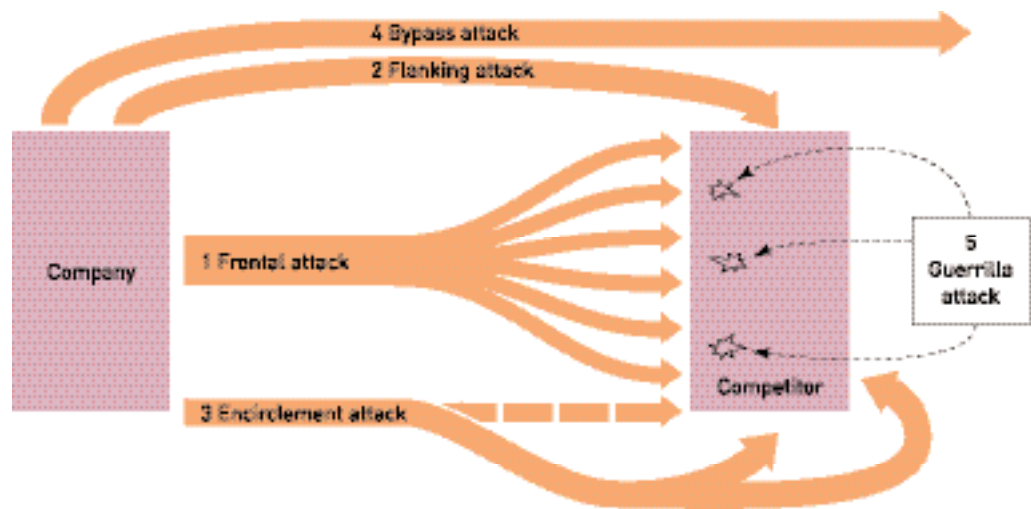 4 Bypass attack
2 Flanking attack
Company
1 Frontal attack
5
Guerrilla
attack
Competitor
3 Encirclement attack